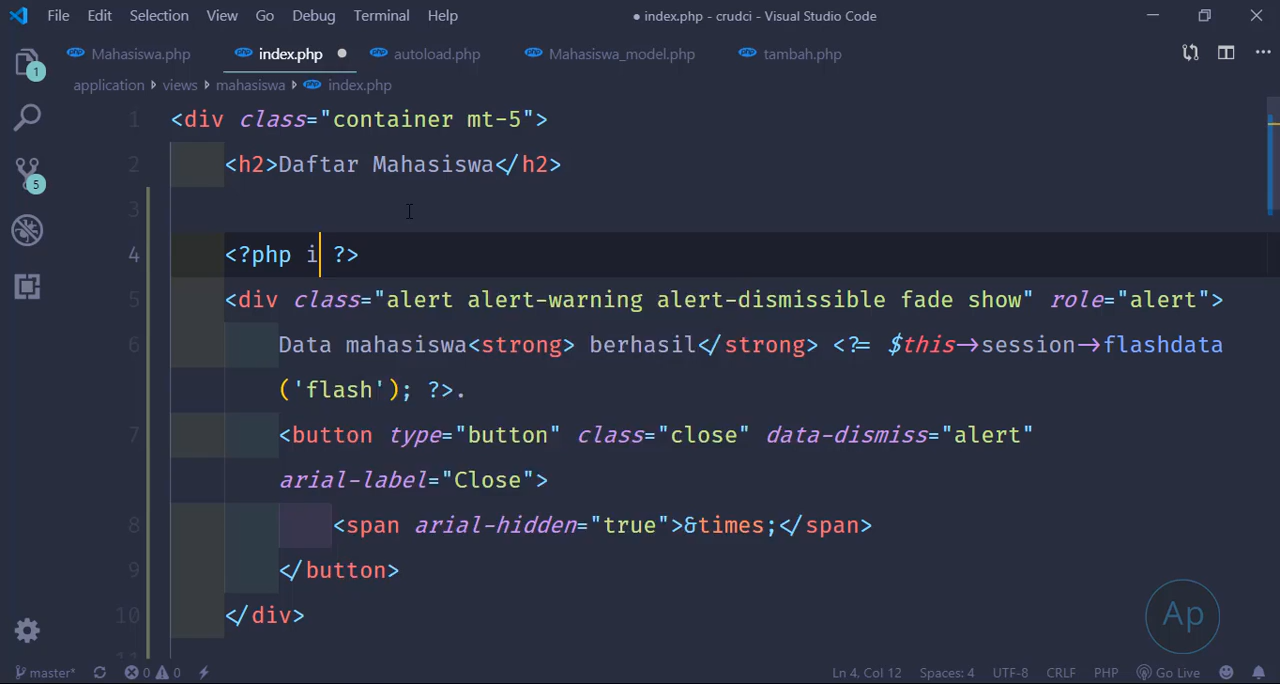 File Edit Selection View Go Debug Terminal Help
● index.php - crudci - Visual Studio Code
Mahasiswa.php index.php autoload.php Mahasiswa_model.php tambah.php
application views mahasiswa index.php
1 <div class="container mt-5">
2 <h2>Daftar Mahasiswa</h2>
3
4 <?php i ?>
5 <div class="alert alert-warning alert-dismissible fade show" role="alert">
6 Data mahasiswa<strong> berhasil</strong> <?= $this->session->flashdata
('flash'); ?>.
7 <button type="button" class="close" data-dismiss="alert"
arial-label="Close">
8 <span arial-hidden="true">&times;</span>
9 </button>
10 </div>
1
5
Ap
master* 0 0 Ln 4, Col 12 Spaces: 4 UTF-8 CRLF PHP Go Live